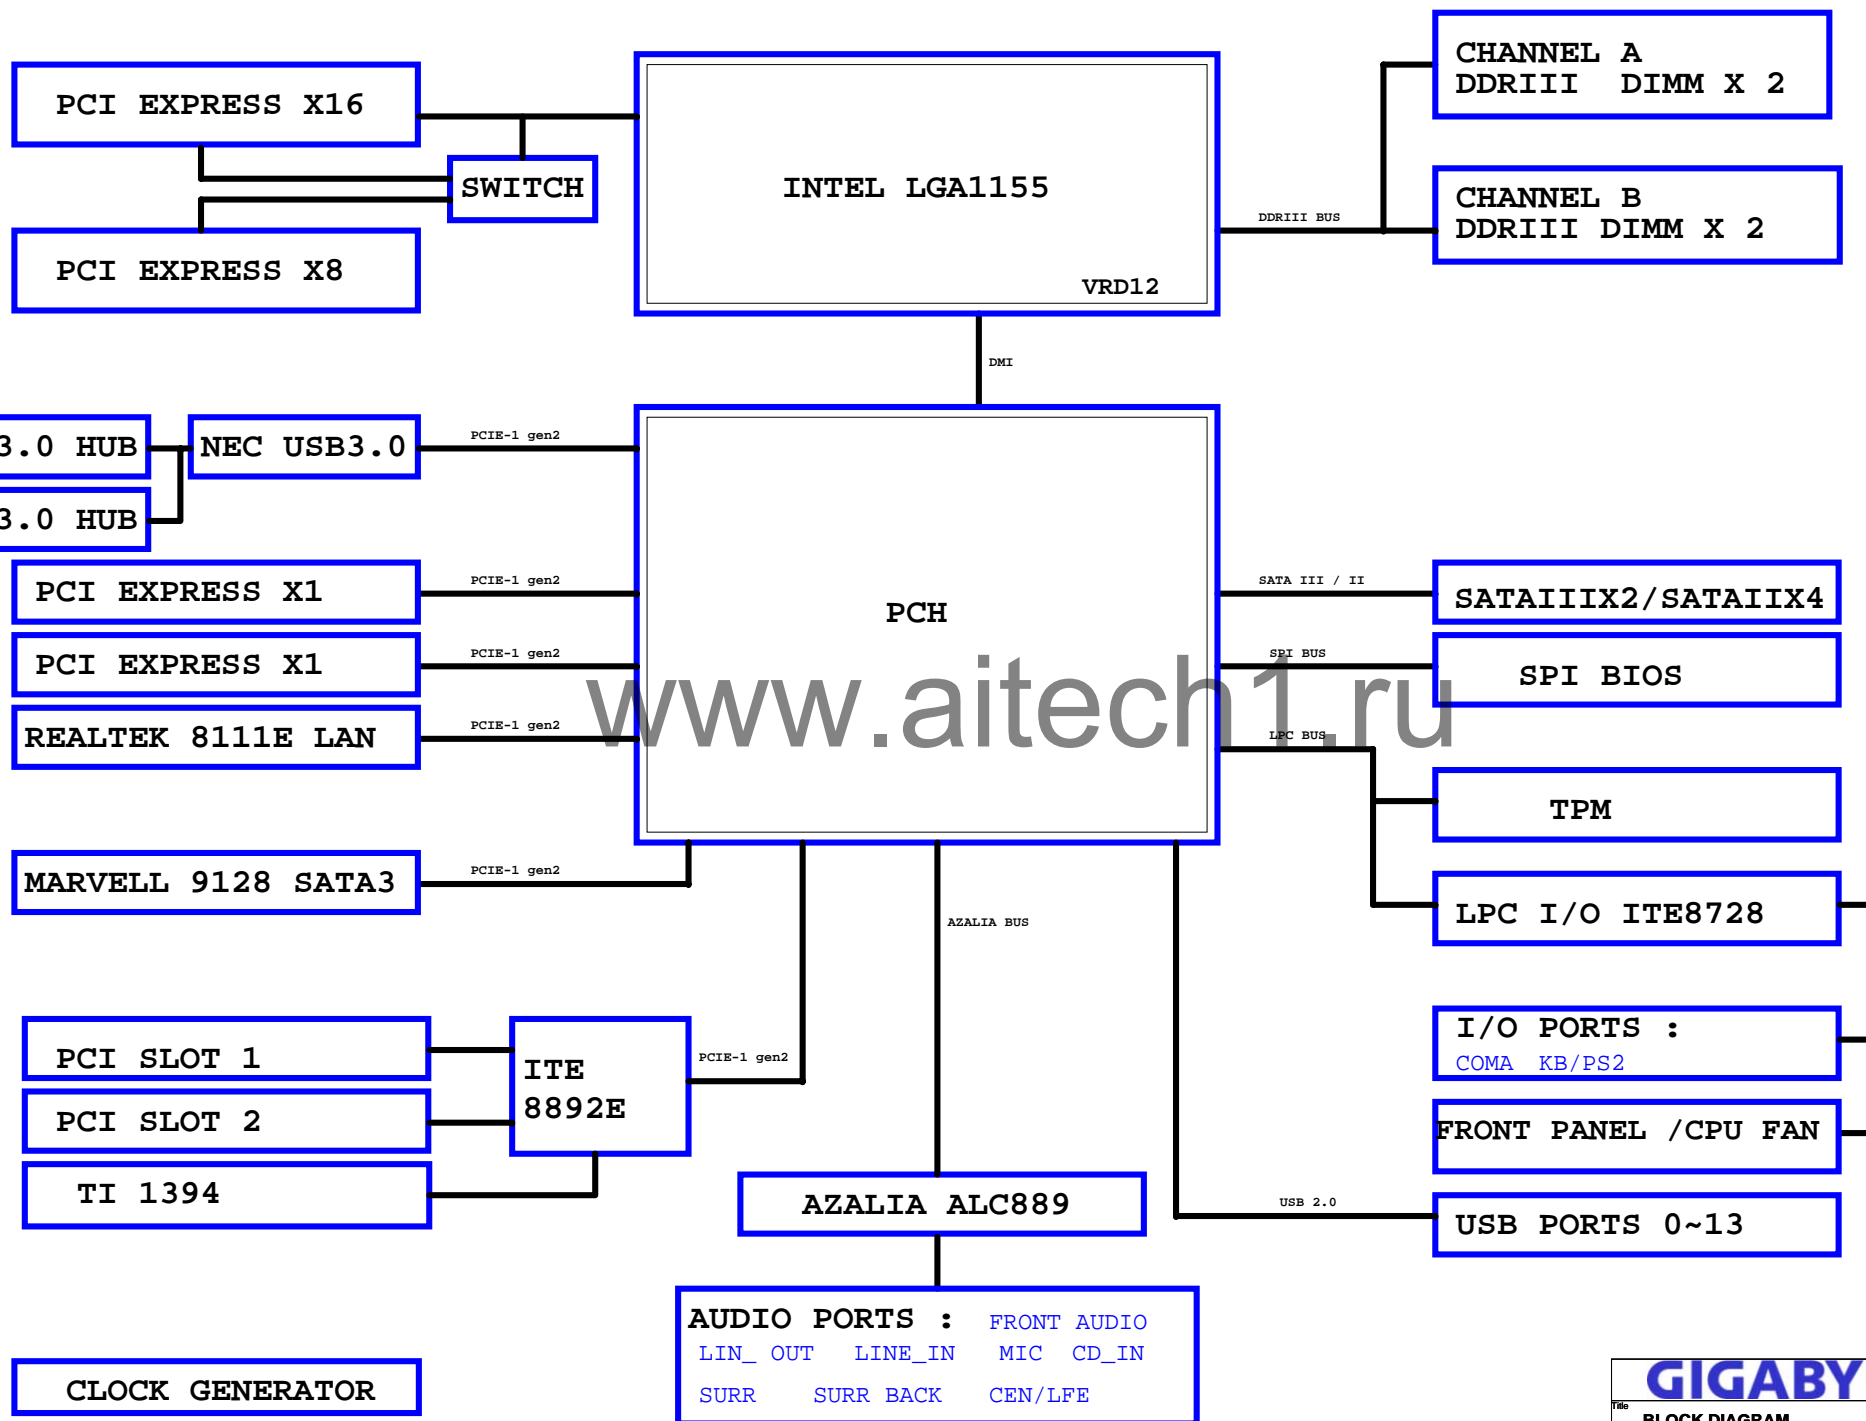 PCI EXPRESS X16
SWITCH
PCI EXPRESS X8
INTEL LGA1155
VRD12
DDRIII BUS
CHANNEL A
DDRIII DIMM X 2
CHANNEL B
DDRIII DIMM X 2
DMI
3.0 HUB
NEC USB3.0
PCIE-1 gen2
3.0 HUB
PCI EXPRESS X1
PCIE-1 gen2
PCI EXPRESS X1
PCIE-1 gen2
REALTEK 8111E LAN
PCIE-1 gen2
MARVELL 9128 SATA3
PCIE-1 gen2
PCH
www.aitech1.ru
SATA III / II
SATAIIIX2/SATAIIX4
SPI BUS
SPI BIOS
LPC BUS
TPM
LPC I/O ITE8728
AZALIA BUS
PCI SLOT 1
PCI SLOT 2
TI 1394
ITE
8892E
PCIE-1 gen2
I/O PORTS :
COMA KB/PS2
FRONT PANEL /CPU FAN
USB 2.0
USB PORTS 0~13
AZALIA ALC889
AUDIO PORTS : FRONT AUDIO
LIN_ OUT LINE_IN MIC CD_IN
SURR SURR BACK CEN/LFE
CLOCK GENERATOR
GIGABY
Title
BLOCK DIAGRAM